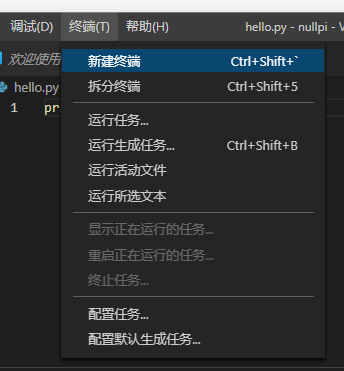 调试(D) 终端(T) 帮助(H) hello.py - nullpi - V
欢迎使用
新建终端 Ctrl+Shift+`
hello.py
拆分终端 Ctrl+Shift+5
1 pr
运行任务...
运行生成任务... Ctrl+Shift+B
运行活动文件
运行所选文本
显示正在运行的任务...
重启正在运行的任务...
终止任务...
配置任务...
配置默认生成任务...